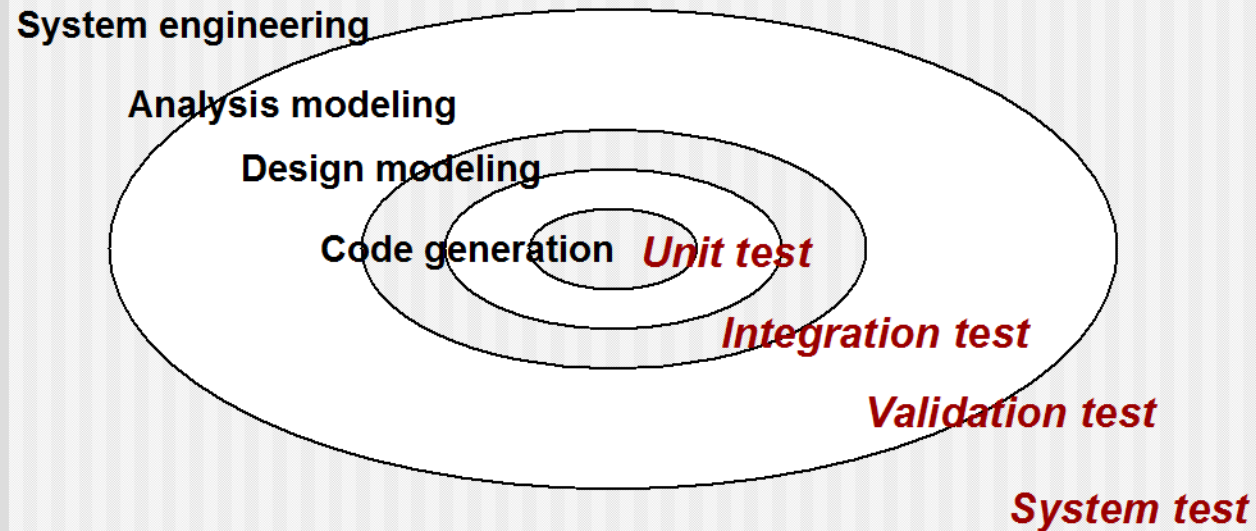 System engineering
Analysis modeling
Design modeling
Code generation
Unit test
Integration test
Validation test
System test